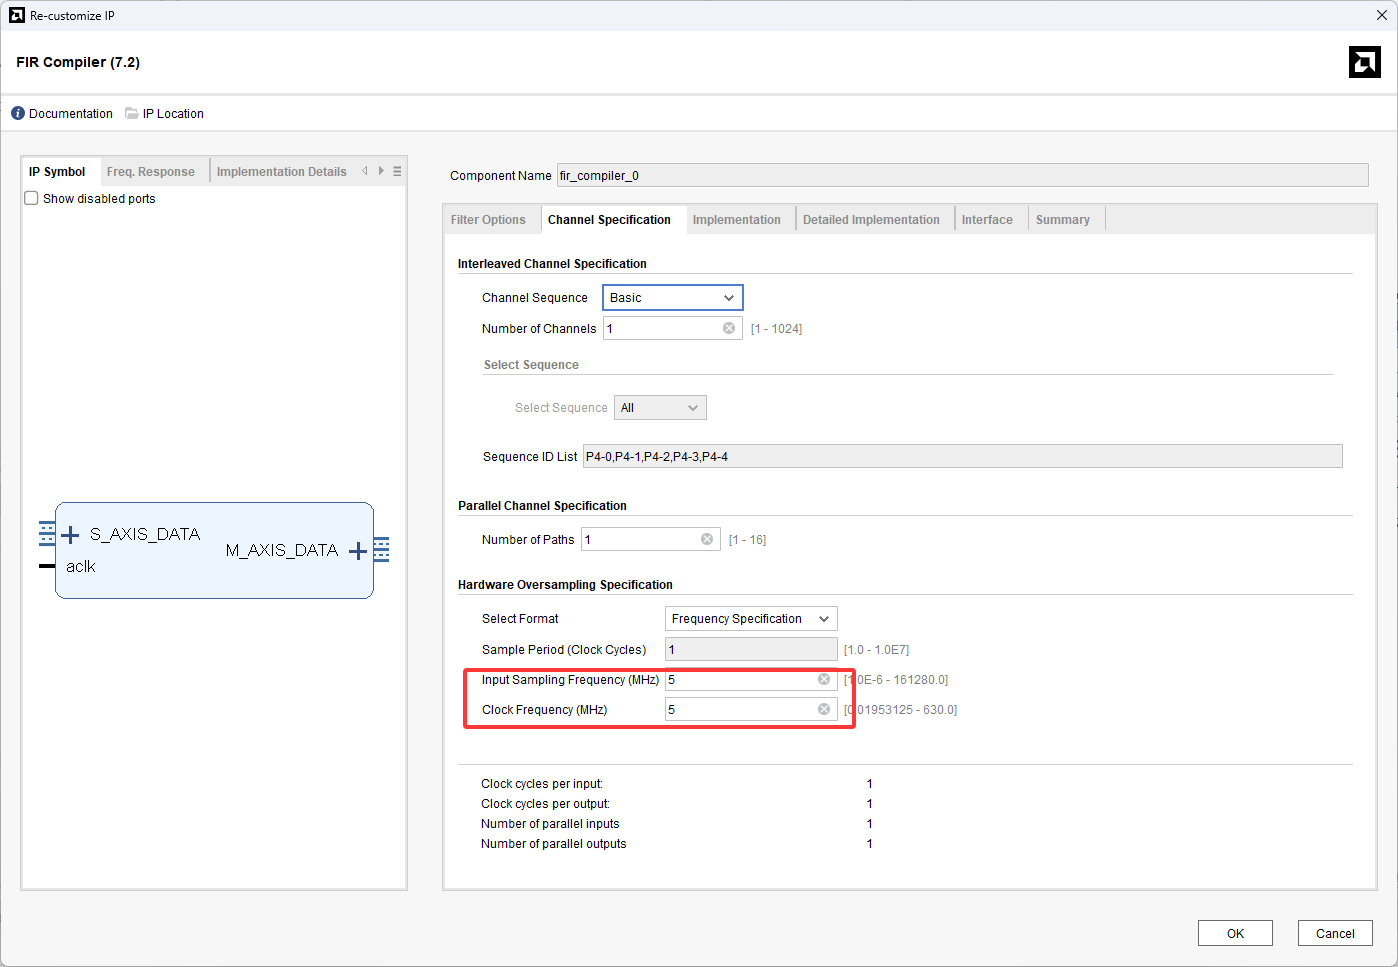 Re-customize IP
FIR Compiler (7.2)
Documentation IP Location
IP Symbol Freq. Response Implementation Details
Show disabled ports
S_AXIS_DATA
M_AXIS_DATA
aclk
Component Name fir_compiler_0
Filter Options Channel Specification Implementation Detailed Implementation Interface Summary
Interleaved Channel Specification
Channel Sequence Basic
Number of Channels 1 [1 - 1024]
Select Sequence
Select Sequence All
Sequence ID List P4-0,P4-1,P4-2,P4-3,P4-4
Parallel Channel Specification
Number of Paths 1 [1 - 16]
Hardware Oversampling Specification
Select Format Frequency Specification
Sample Period (Clock Cycles) 1 [1.0 - 1.0E7]
Input Sampling Frequency (MHz) 5 [1.0E-6 - 161280.0]
Clock Frequency (MHz) 5 [0.01953125 - 630.0]
Clock cycles per input: 1
Clock cycles per output: 1
Number of parallel inputs 1
Number of parallel outputs 1
OK Cancel